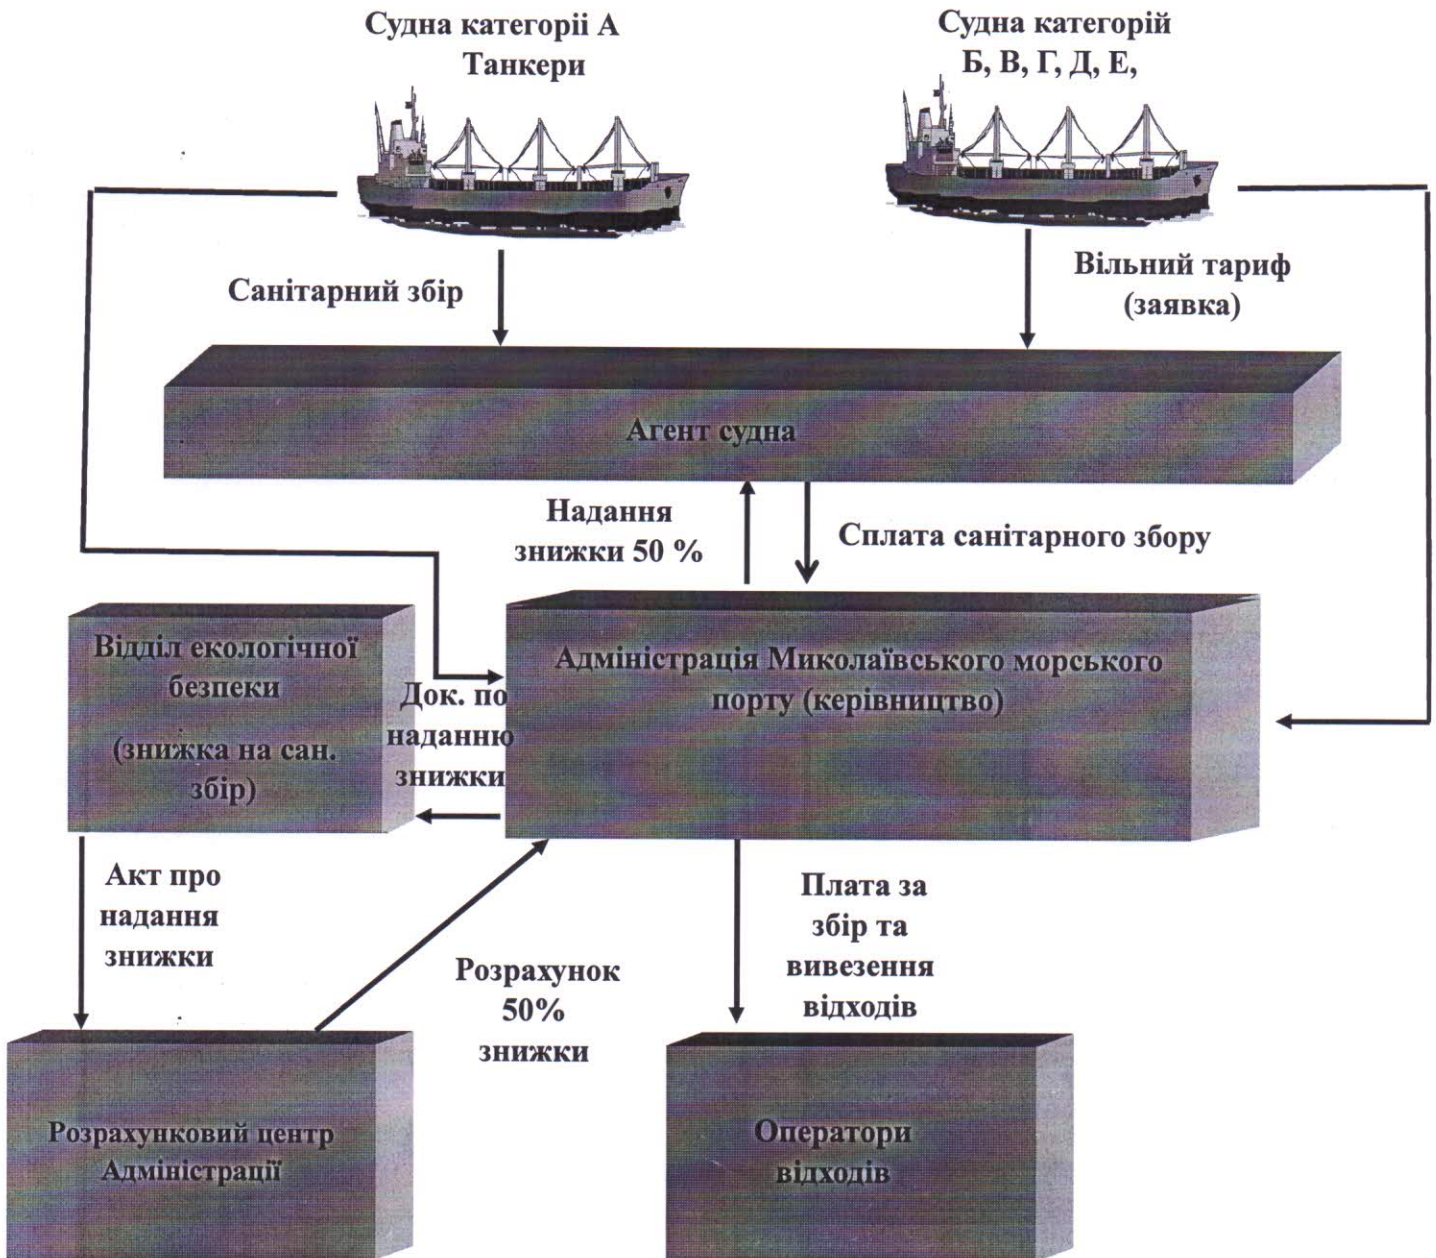 Судна категоріі А
Танкери
Судна категорій
Б, В, Г, Д, Е,
Санітарний збір
Вільний тариф
(заявка)
Агент судна
Надання
знижки 50 %
Сплата санітарного збору
Відділ екологічної
безпеки
(знижка на сан.
збір)
Док. по
наданню
знижки
Адміністрація Миколаївського морського
порту (керівництво)
Акт про
надання
знижки
Розрахунок
50%
знижки
Плата за
збір та
вивезення
відходів
Розрахунковий центр
Адміністрації
Оператори
відходів